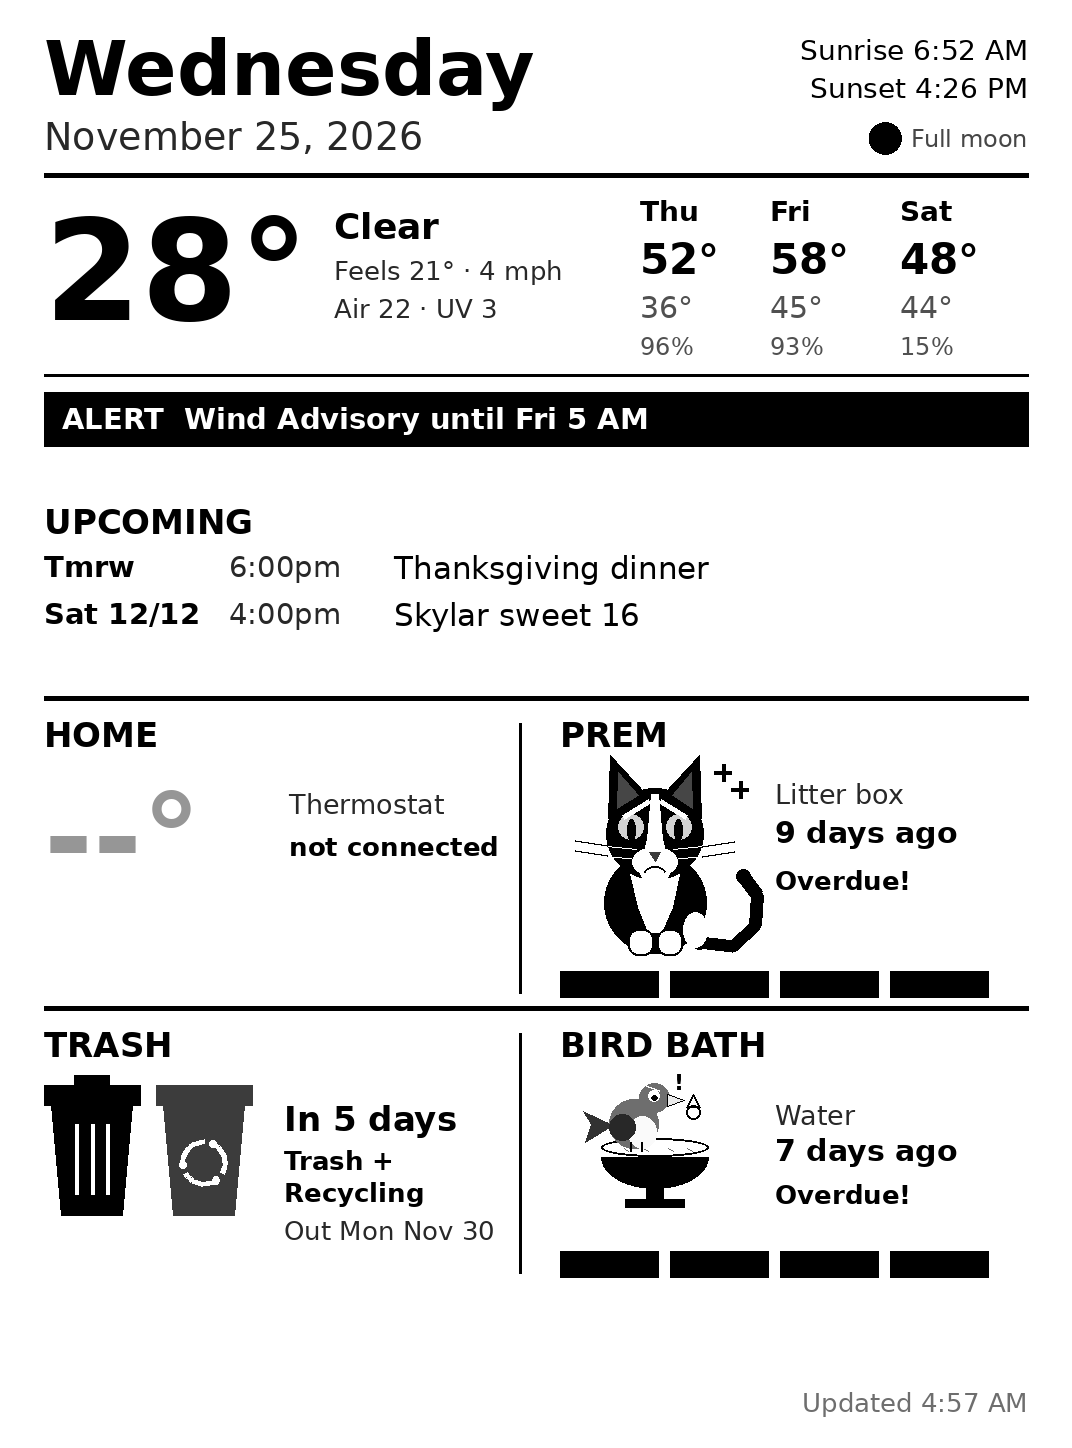 Wednesday
November 25, 2026
Sunrise 6:52 AM
Sunset 4:26 PM
Full moon
28°
Clear
Feels 21° · 4 mph
Air 22 · UV 3
Thu Fri Sat
52° 58° 48°
36° 45° 44°
96% 93% 15%
ALERT Wind Advisory until Fri 5 AM
UPCOMING
Tmrw 6:00pm Thanksgiving dinner
Sat 12/12 4:00pm Skylar sweet 16
HOME
--°
Thermostat
not connected
PREM
++
Litter box
9 days ago
Overdue!
TRASH
In 5 days
Trash +
Recycling
Out Mon Nov 30
BIRD BATH
!
Water
7 days ago
Overdue!
Updated 4:57 AM